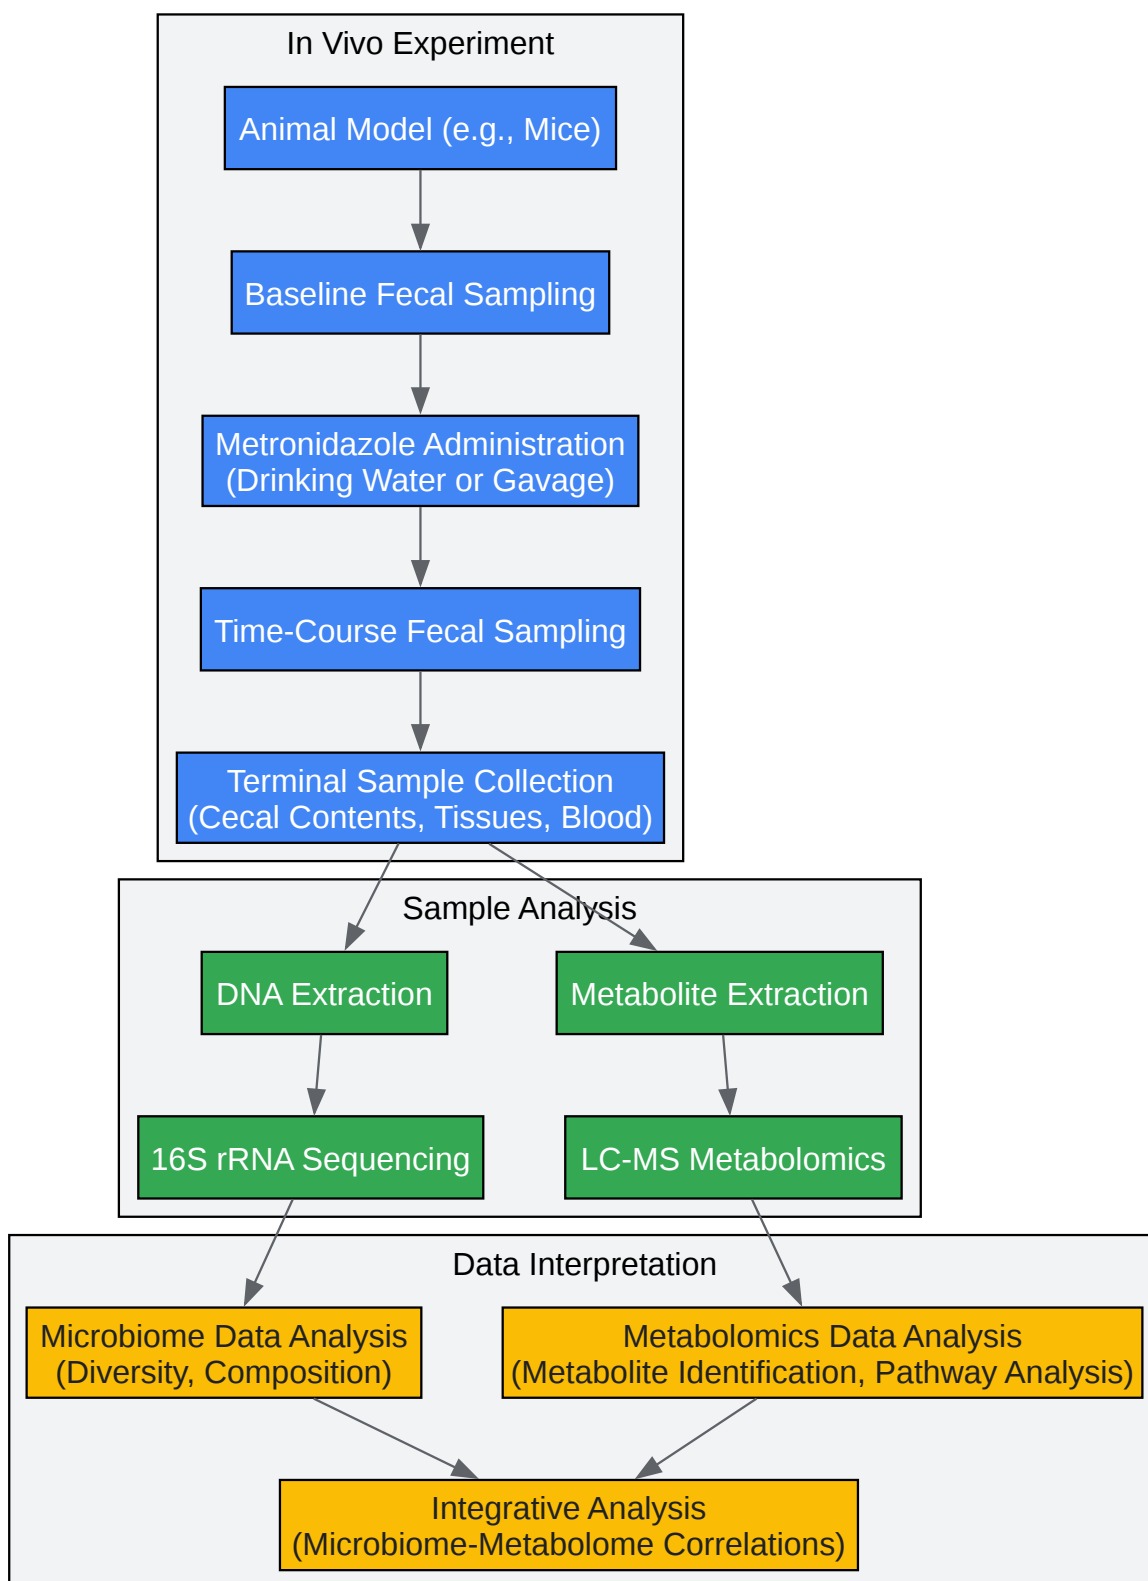 In Vivo Experiment
Animal Model (e.g., Mice)
Baseline Fecal Sampling
Metronidazole Administration
(Drinking Water or Gavage)
Time-Course Fecal Sampling
Terminal Sample Collection
(Cecal Contents, Tissues, Blood)
Sample Analysis
DNA Extraction
Metabolite Extraction
16S rRNA Sequencing
LC-MS Metabolomics
Data Interpretation
Microbiome Data Analysis
(Diversity, Composition)
Metabolomics Data Analysis
(Metabolite Identification, Pathway Analysis)
Integrative Analysis
(Microbiome-Metabolome Correlations)